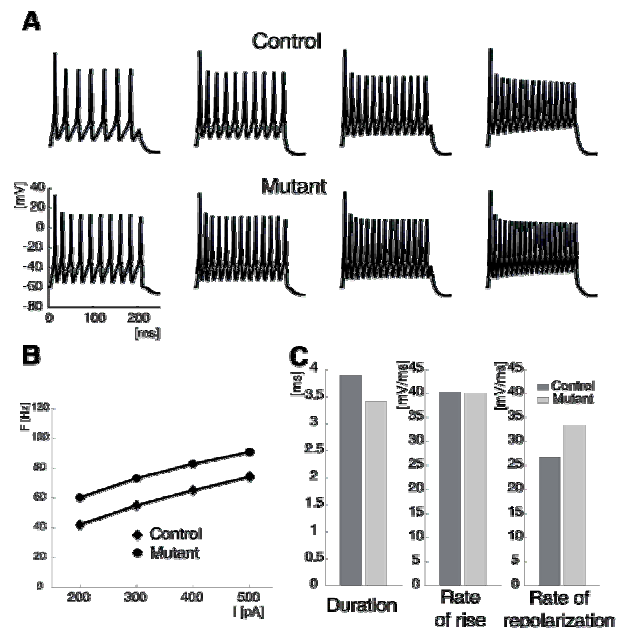 A
Control
Mutant
[mV]
40
20
0
-20
-40
-60
-80
0 100 200
[ms]
B
F [Hz]
120
100
80
60
40
20
0
200 300 400 500
I [pA]
Control
Mutant
C
[ms]
4
3.5
3
2.5
2
1.5
1
0.5
0
Duration
[mV/ms]
45
40
35
30
25
20
15
10
5
0
Rate
of rise
[mV/ms]
45
40
35
30
25
20
15
10
5
0
Control
Mutant
Rate of
repolarization